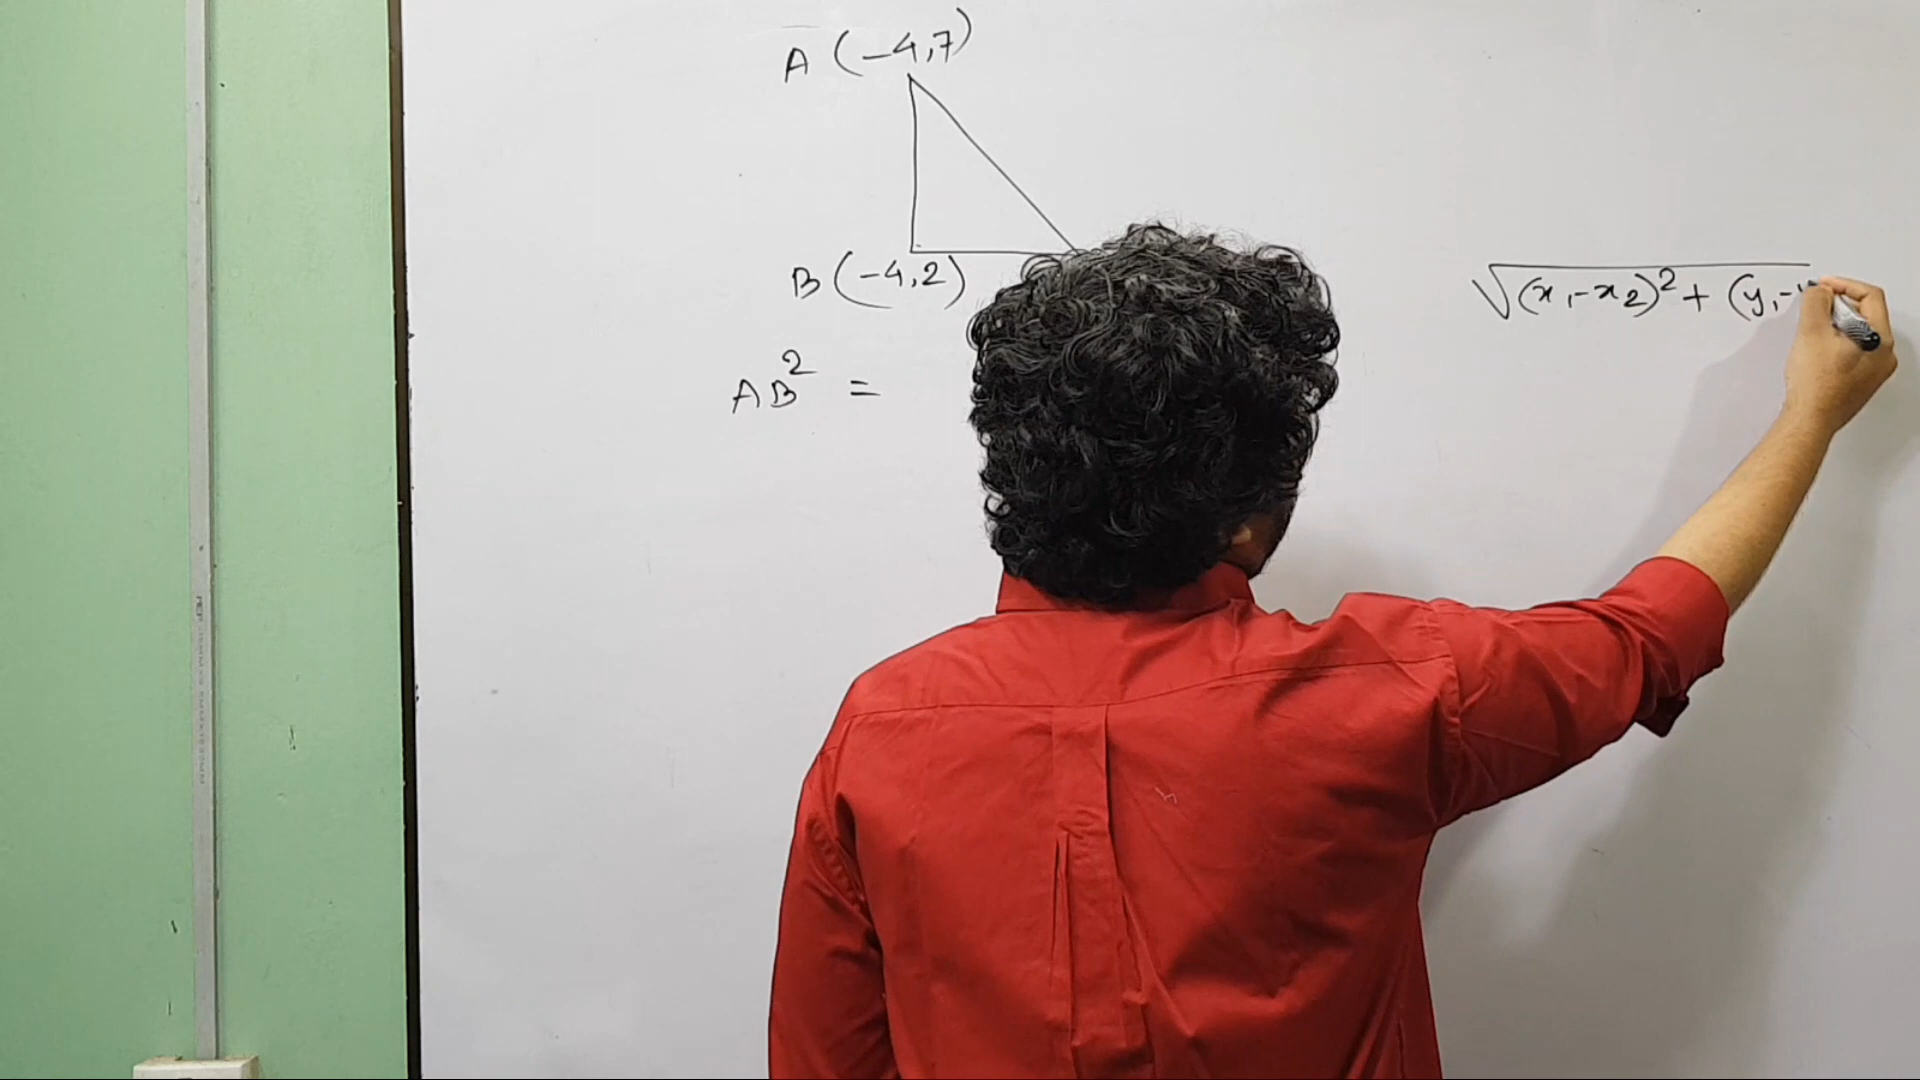 A (-4,7)
B (-4,2)
√(x₁-x₂)² + (y₁-
AB² =